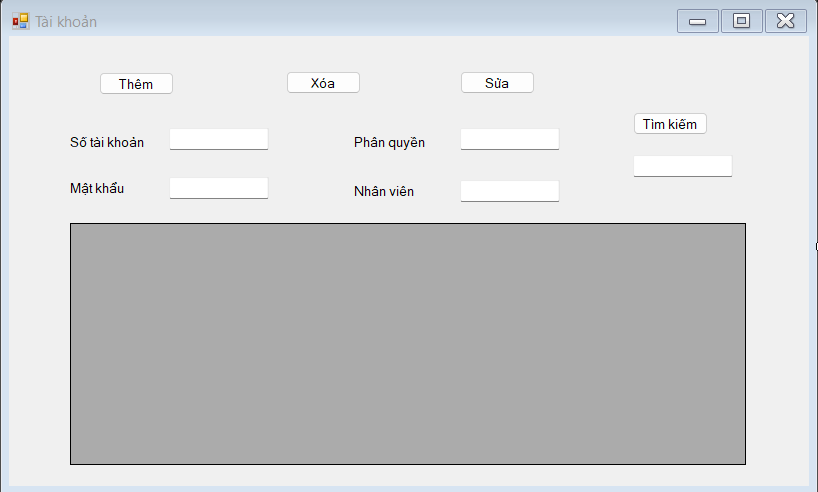 Tài khoản
Thêm
Xóa
Sửa
Tìm kiếm
Số tài khoản
Phân quyền
Mật khẩu
Nhân viên